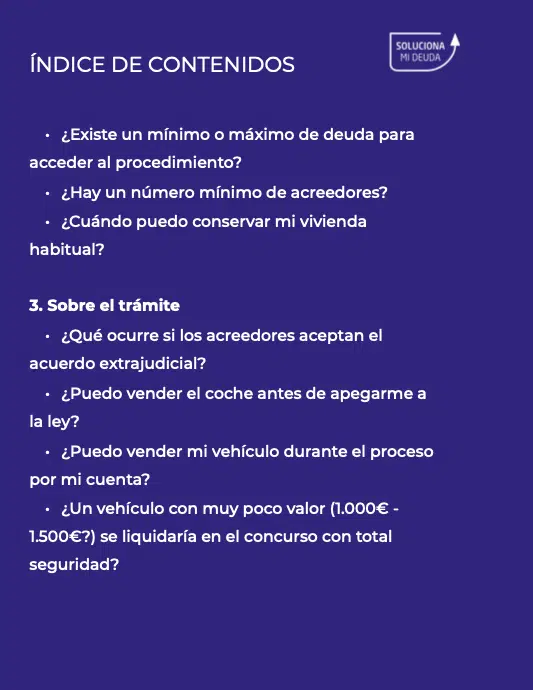 SOLUCIONA
MI DEUDA
ÍNDICE DE CONTENIDOS
• ¿Existe un mínimo o máximo de deuda para
acceder al procedimiento?
• ¿Hay un número mínimo de acreedores?
• ¿Cuándo puedo conservar mi vivienda
habitual?
3. Sobre el trámite
• ¿Qué ocurre si los acreedores aceptan el
acuerdo extrajudicial?
• ¿Puedo vender el coche antes de apegarme a
la ley?
• ¿Puedo vender mi vehículo durante el proceso
por mi cuenta?
• ¿Un vehículo con muy poco valor (1.000€ -
1.500€?) se liquidaría en el concurso con total
seguridad?